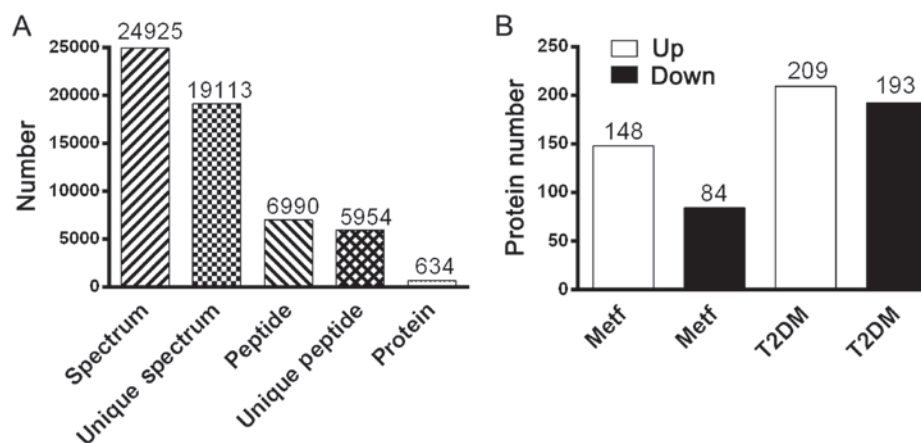 A
Number
25000
20000
15000
10000
5000
0
24925
19113
6990
5954
634
Spectrum
Unique spectrum
Peptide
Unique peptide
Protein
B
Protein number
250
200
150
100
50
0
Up
Down
148
84
209
193
Metf
Metf
T2DM
T2DM